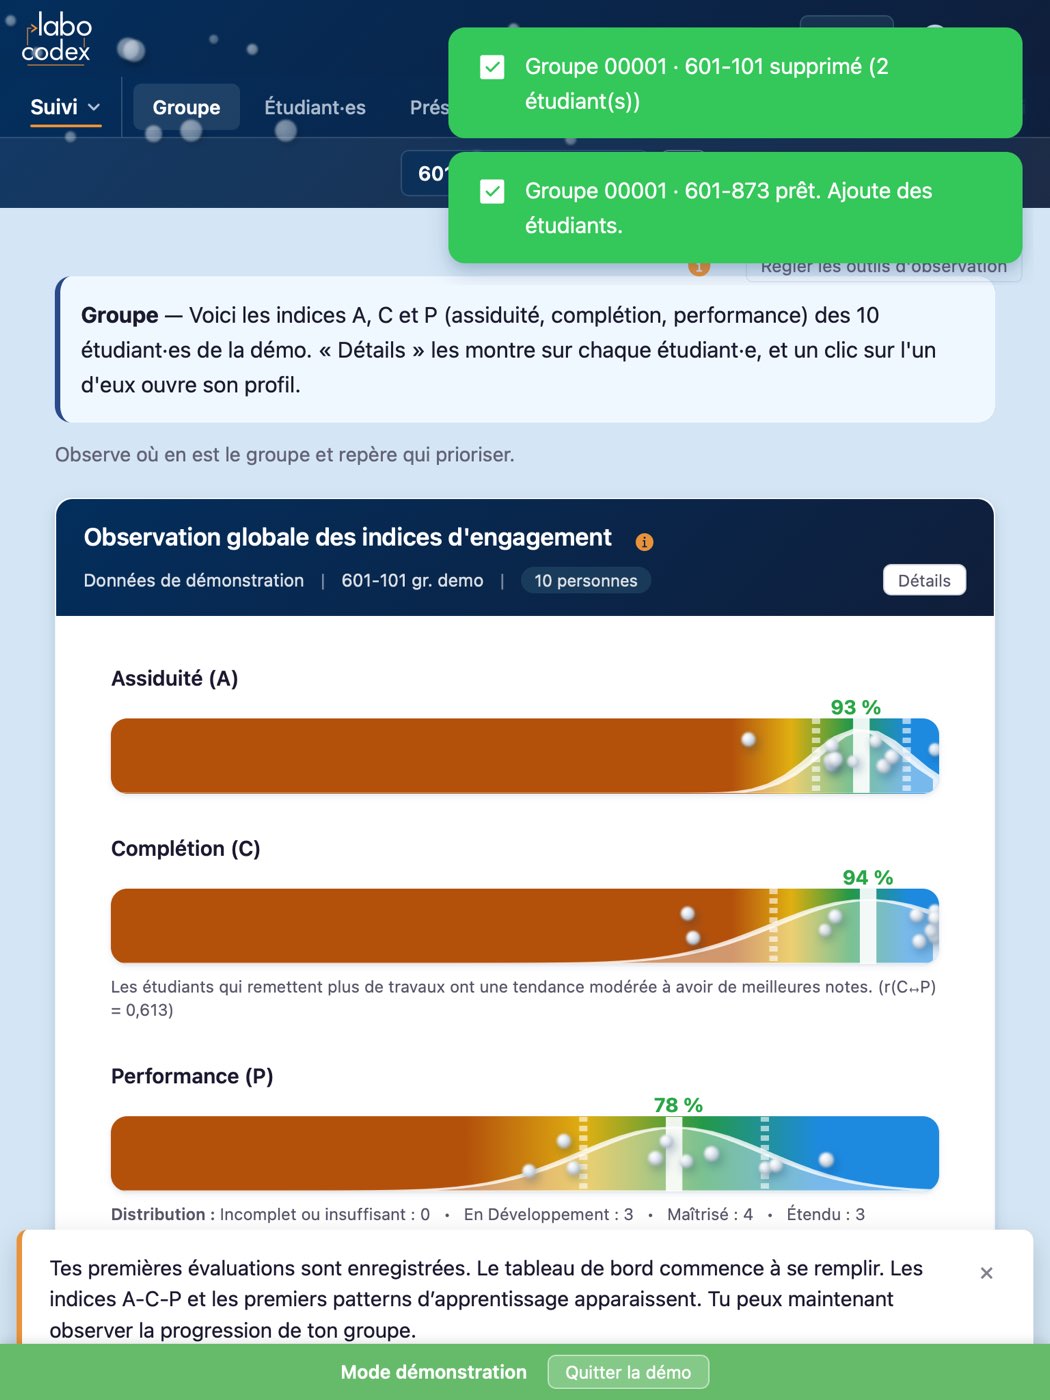 labo
codex
Groupe 00001 · 601-101 supprimé (2
étudiant(s))
Suivi
Groupe
Étudiant·es
Prés
601
Groupe 00001 · 601-873 prêt. Ajoute des
étudiants.
Régler les outils d'observation
Groupe — Voici les indices A, C et P (assiduité, complétion, performance) des 10
étudiant·es de la démo. « Détails » les montre sur chaque étudiant·e, et un clic sur l'un
d'eux ouvre son profil.
Observe où en est le groupe et repère qui prioriser.
Observation globale des indices d'engagement
Données de démonstration | 601-101 gr. demo | 10 personnes
Détails
Assiduité (A)
93 %
Complétion (C)
94 %
Les étudiants qui remettent plus de travaux ont une tendance modérée à avoir de meilleures notes. (r(C↔P)
= 0,613)
Performance (P)
78 %
Distribution : Incomplet ou insuffisant : 0 • En Développement : 3 • Maîtrisé : 4 • Étendu : 3
Tes premières évaluations sont enregistrées. Le tableau de bord commence à se remplir. Les
indices A-C-P et les premiers patterns d’apprentissage apparaissent. Tu peux maintenant
observer la progression de ton groupe.
Mode démonstration
Quitter la démo